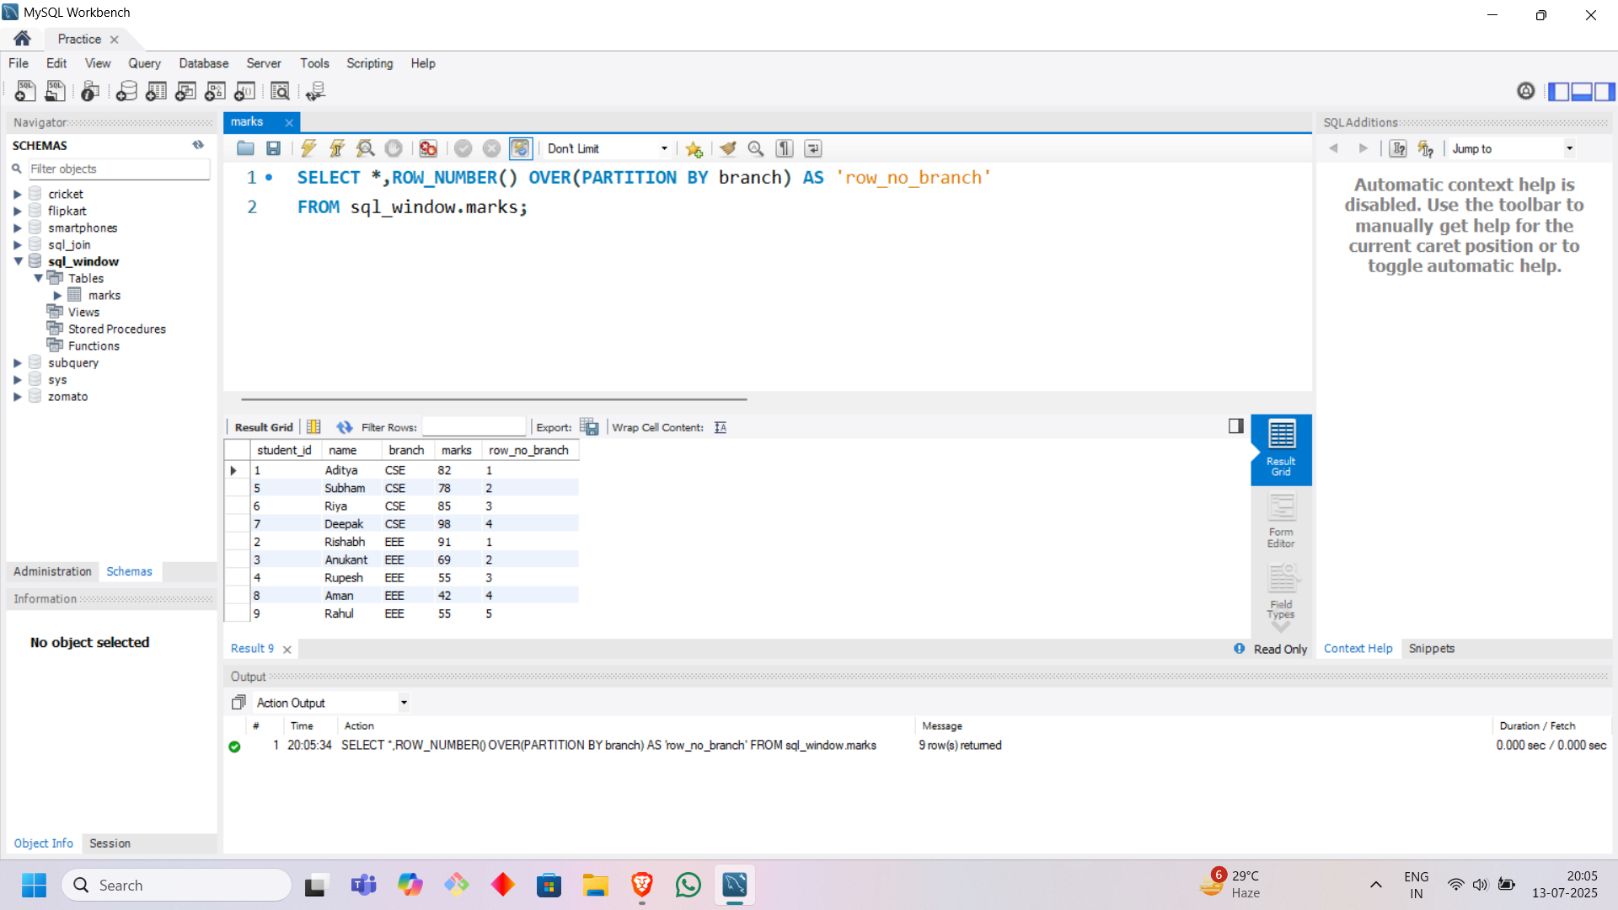 MySQL Workbench
Practice
File Edit View Query Database Server Tools Scripting Help
Navigator
SCHEMAS
Filter objects
cricket
flipkart
smartphones
sql_join
sql_window
Tables
marks
Views
Stored Procedures
Functions
subquery
sys
zomato
Administration Schemas
Information
No object selected
Object Info Session
marks
Don't Limit
1 SELECT *,ROW_NUMBER() OVER(PARTITION BY branch) AS 'row_no_branch'
2 FROM sql_window.marks;
Result Grid Filter Rows: Export: Wrap Cell Content:
student_id name branch marks row_no_branch
1 Aditya CSE 82 1
5 Subham CSE 78 2
6 Riya CSE 85 3
7 Deepak CSE 98 4
2 Rishabh EEE 91 1
3 Anukant EEE 69 2
4 Rupesh EEE 55 3
8 Aman EEE 42 4
9 Rahul EEE 55 5
Result
Grid
Form
Editor
Field
Types
Result 9
Read Only
SQLAdditions
Jump to
Automatic context help is
disabled. Use the toolbar to
manually get help for the
current caret position or to
toggle automatic help.
Context Help Snippets
Output
Action Output
# Time Action Message Duration / Fetch
1 20:05:34 SELECT *,ROW_NUMBER() OVER(PARTITION BY branch) AS 'row_no_branch' FROM sql_window.marks 9 row(s) returned 0.000 sec / 0.000 sec
Search
6
29°C
Haze
ENG
IN
20:05
13-07-2025